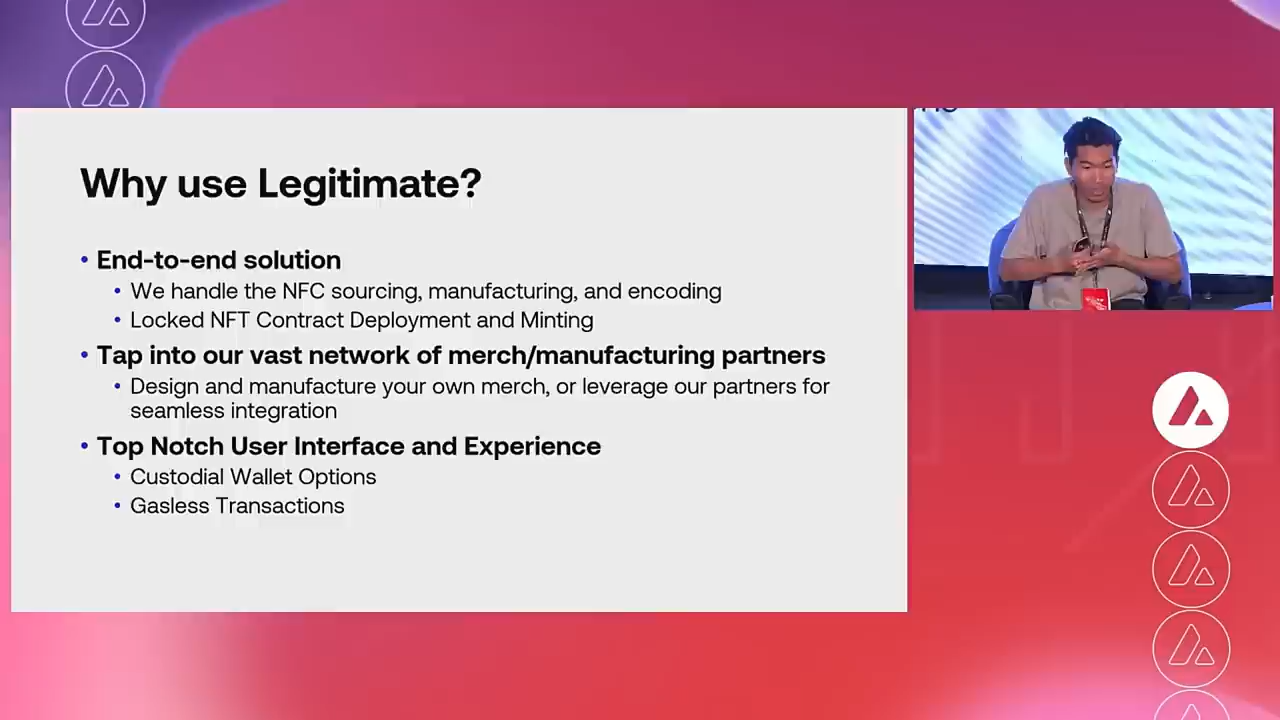 Why use Legitimate?
• End-to-end solution
• We handle the NFC sourcing, manufacturing, and encoding
• Locked NFT Contract Deployment and Minting
• Tap into our vast network of merch/manufacturing partners
• Design and manufacture your own merch, or leverage our partners for
seamless integration
• Top Notch User Interface and Experience
• Custodial Wallet Options
• Gasless Transactions